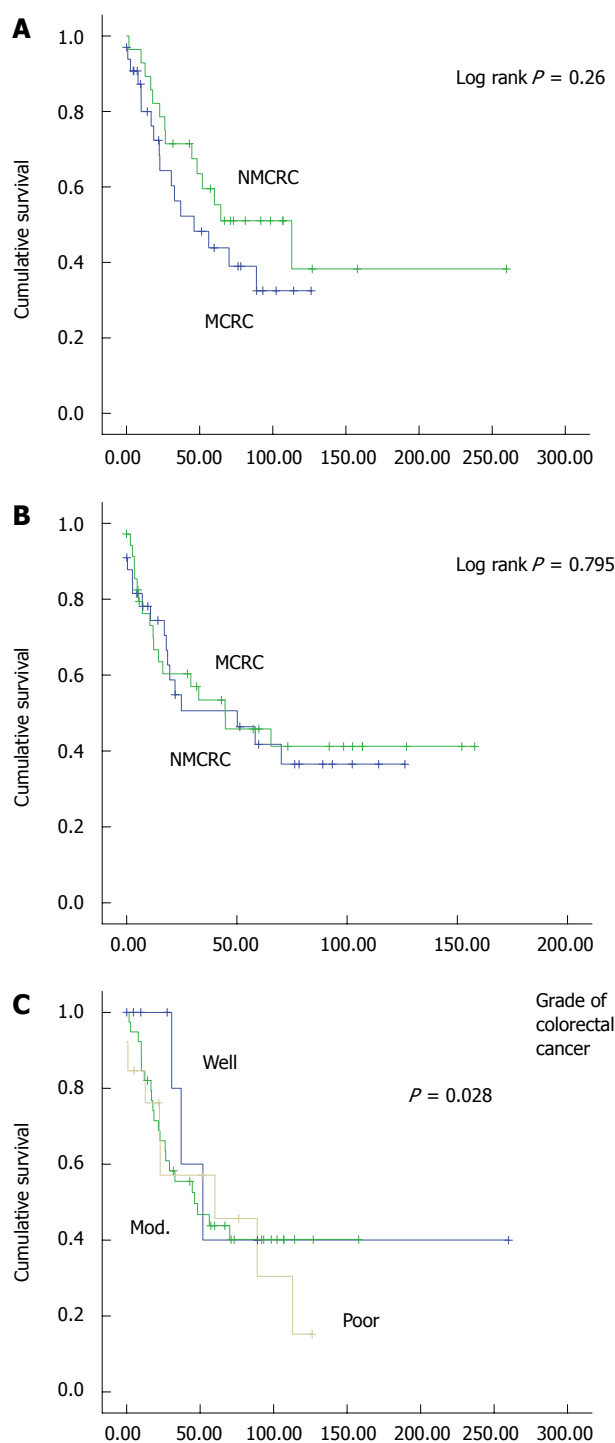 A
1.0
0.8
0.6
0.4
0.2
0.0
Cumulative survival
Log rank P = 0.26
NMCRC
MCRC
0.00 50.00 100.00 150.00 200.00 250.00 300.00
B
1.0
0.8
0.6
0.4
0.2
0.0
Cumulative survival
Log rank P = 0.795
MCRC
NMCRC
0.00 50.00 100.00 150.00 200.00
C
1.0
0.8
0.6
0.4
0.2
0.0
Cumulative survival
Grade of
colorectal
cancer
Well
P = 0.028
Mod.
Poor
0.00 50.00 100.00 150.00 200.00 250.00 300.00